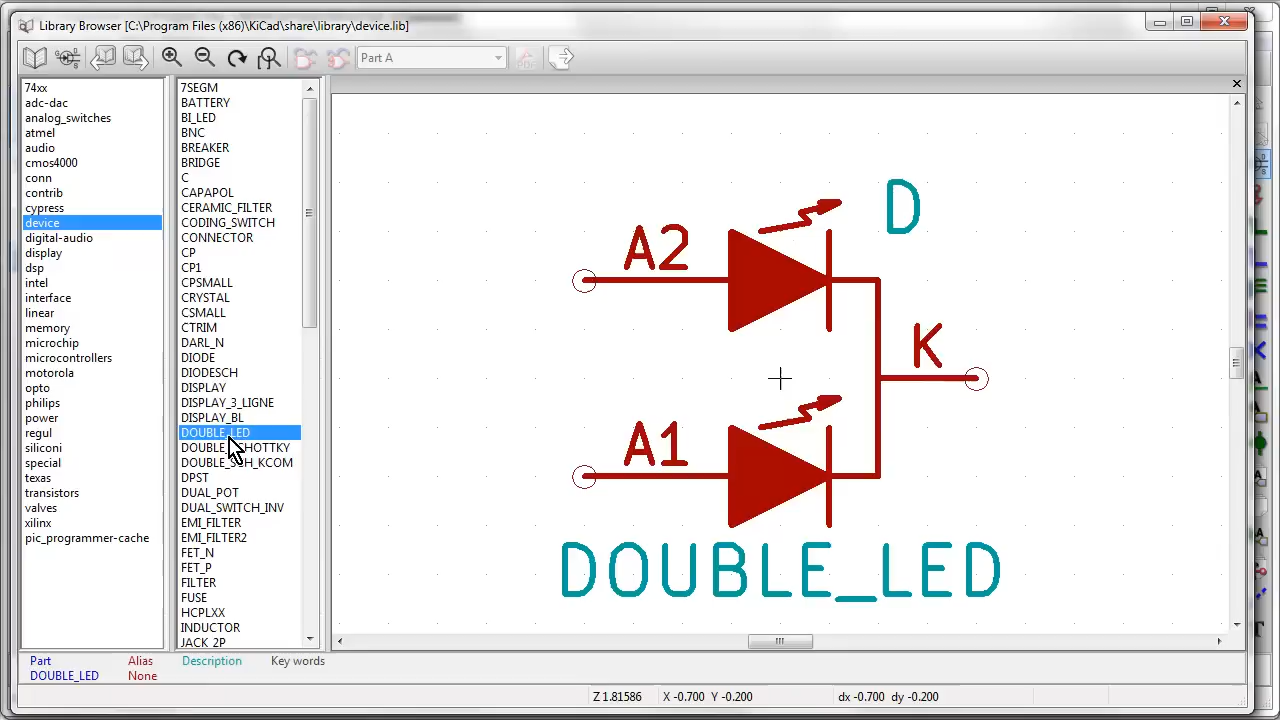 Library Browser [C:\Program Files (x86)\KiCad\share\library\device.lib]
Part A
74xx
adc-dac
analog_switches
atmel
audio
cmos4000
conn
contrib
cypress
device
digital-audio
display
dsp
intel
interface
linear
memory
microchip
microcontrollers
motorola
opto
philips
power
regul
siliconi
special
texas
transistors
valves
xilinx
pic_programmer-cache
7SEGM
BATTERY
BI_LED
BNC
BREAKER
BRIDGE
C
CAPAPOL
CERAMIC_FILTER
CODING_SWITCH
CONNECTOR
CP
CP1
CPSMALL
CRYSTAL
CSMALL
CTRIM
DARL_N
DIODE
DIODESCH
DISPLAY
DISPLAY_3_LIGNE
DISPLAY_BL
DOUBLE_LED
DPST
DUAL_POT
DUAL_SWITCH_INV
EMI_FILTER
EMI_FILTER2
FET_N
FET_P
FILTER
FUSE
HCPLXX
INDUCTOR
JACK_2P
D
A2
K
A1
DOUBLE_LED
Part Alias Description Key words
DOUBLE_LED None
Z 1.81586 X -0.700 Y -0.200 dx -0.700 dy -0.200